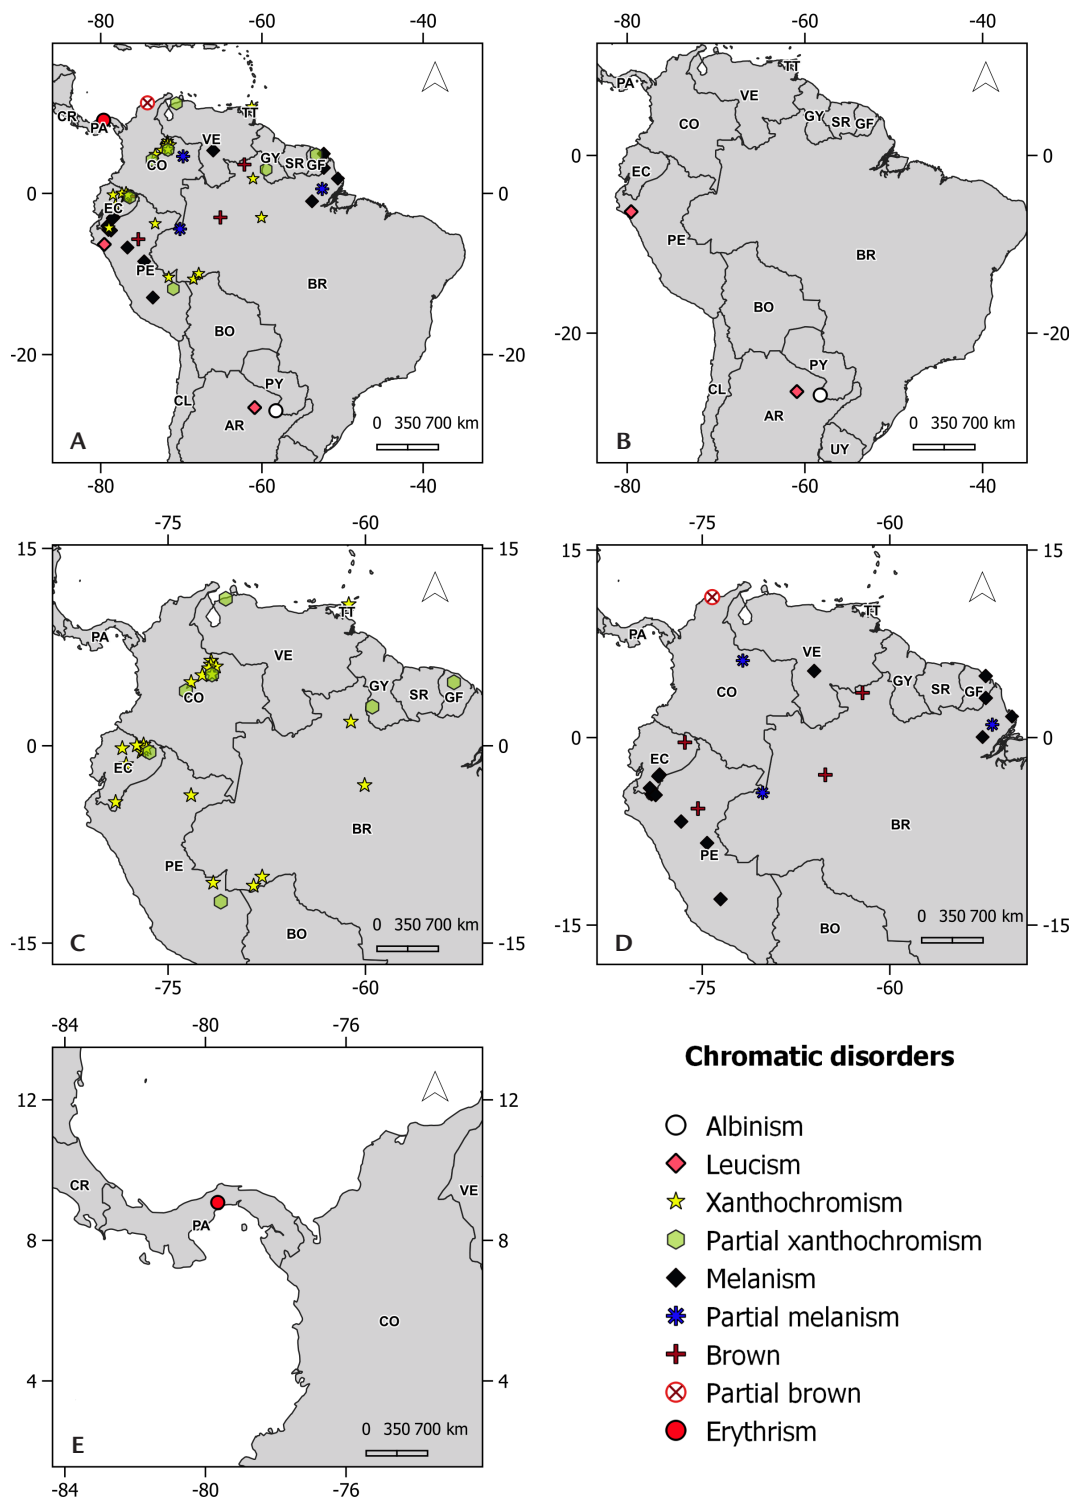 -80 -60 -40
CR
PA
TT
VE
CO
GY
SR
GF
EC
PE
BR
BO
PY
CL
AR
0
-20
-20
0 350 700 km
A
-80 -60 -40
-80 -60 -40
PA
TT
VE
CO
GY
SR
GF
EC
PE
BR
BO
PY
CL
AR
UY
0
0
-20
-20
0 350 700 km
B
-80 -60 -40
-75 -60
15
15
PA
TT
VE
CO
GY
SR
GF
0
0
EC
BR
PE
BO
0 350 700 km
-15
-15
C
-75 -60
-75 -60
15
15
PA
TT
VE
CO
GY
SR
GF
0
0
EC
BR
PE
BO
0 350 700 km
-15
-15
D
-75 -60
-84 -80 -76
12
12
CR
VE
PA
8
8
CO
4
4
0 350 700 km
E
-84 -80 -76
Chromatic disorders
Albinism
Leucism
Xanthochromism
Partial xanthochromism
Melanism
Partial melanism
Brown
Partial brown
Erythrism